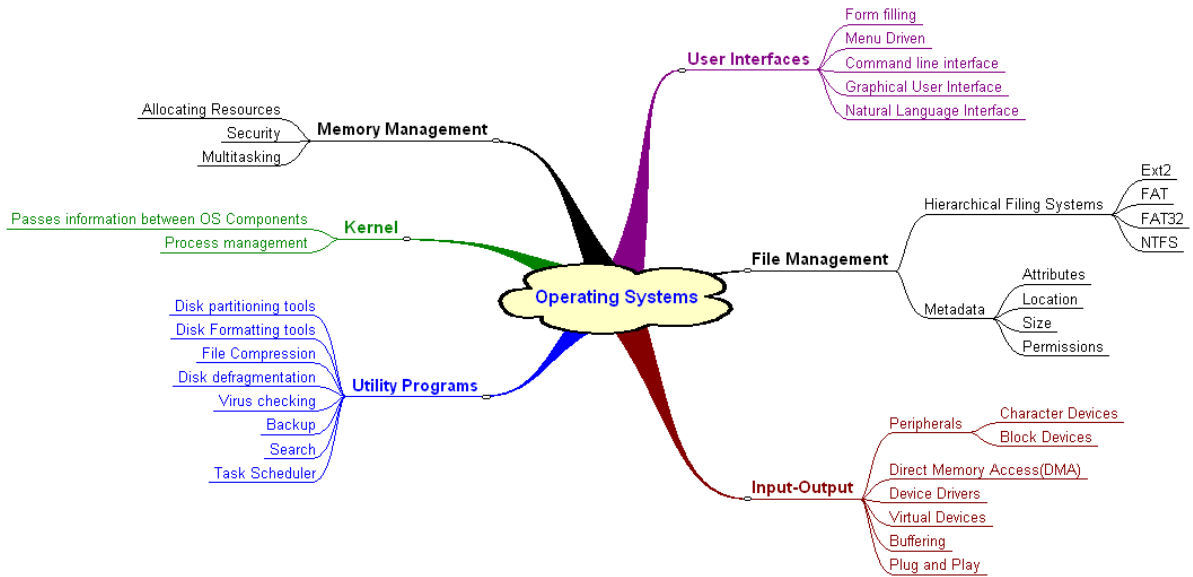 Operating Systems
User Interfaces
Form filling
Menu Driven
Command line interface
Graphical User Interface
Natural Language Interface
File Management
Hierarchical Filing Systems
Ext2
FAT
FAT32
NTFS
Metadata
Attributes
Location
Size
Permissions
Input-Output
Peripherals
Character Devices
Block Devices
Direct Memory Access(DMA)
Device Drivers
Virtual Devices
Buffering
Plug and Play
Memory Management
Allocating Resources
Security
Multitasking
Kernel
Passes information between OS Components
Process management
Utility Programs
Disk partitioning tools
Disk Formatting tools
File Compression
Disk defragmentation
Virus checking
Backup
Search
Task Scheduler